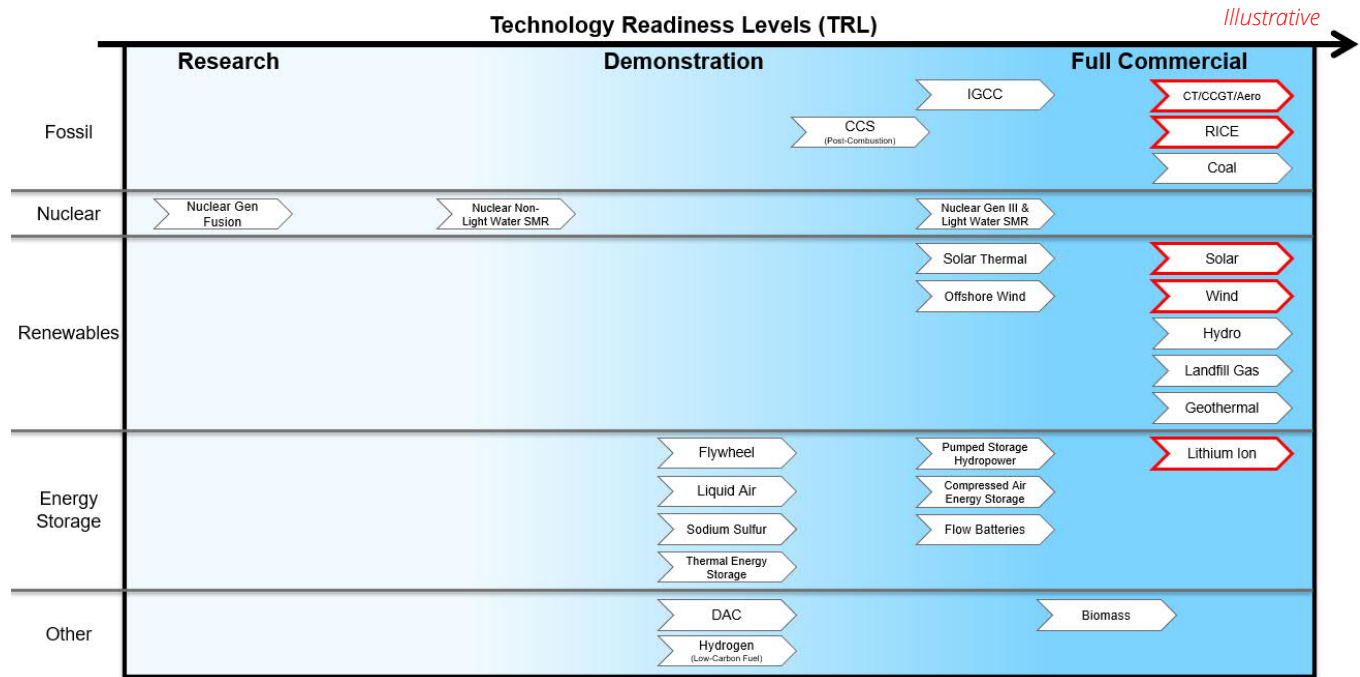 Technology Readiness Levels (TRL)
Illustrative
Research
Demonstration
Full Commercial
Fossil
IGCC
CT/CCGT/Aero
CCS
(Post-Combustion)
RICE
Coal
Nuclear
Nuclear Gen
Fusion
Nuclear Non-
Light Water SMR
Nuclear Gen III &
Light Water SMR
Renewables
Solar Thermal
Solar
Offshore Wind
Wind
Hydro
Landfill Gas
Geothermal
Energy
Storage
Flywheel
Pumped Storage
Hydropower
Lithium Ion
Liquid Air
Compressed Air
Energy Storage
Sodium Sulfur
Flow Batteries
Thermal Energy
Storage
Other
DAC
Biomass
Hydrogen
(Low-Carbon Fuel)